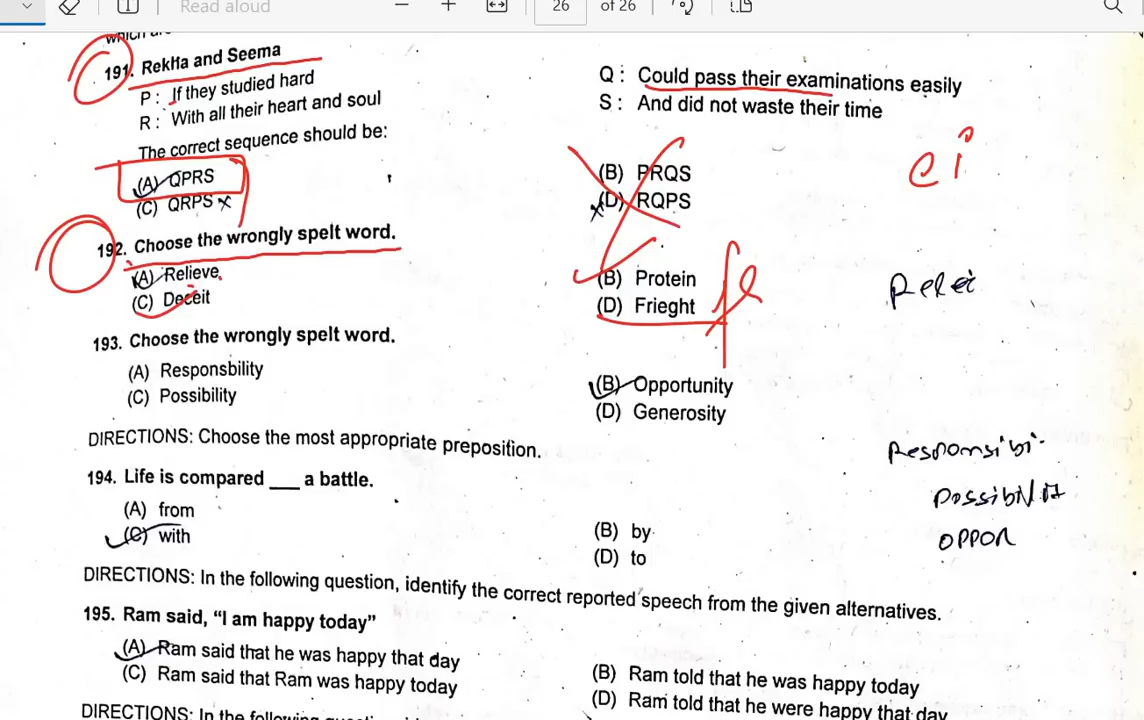 Read aloud
26
of 26
191. Rekha and Seema
P : If they studied hard
Q : Could pass their examinations easily
R : With all their heart and soul
S : And did not waste their time
The correct sequence should be:
(A) QPRS
(B) PRQS
(C) QRPS
(D) RQPS
ei
192. Choose the wrongly spelt word.
(A) Relieve
(B) Protein
(C) Deceit
(D) Frieght
193. Choose the wrongly spelt word.
(A) Responsbility
(B) Opportunity
(C) Possibility
(D) Generosity
DIRECTIONS: Choose the most appropriate preposition.
Responsibi
194. Life is compared ___ a battle.
(A) from
(B) by
(C) with
(D) to
OPPOR
DIRECTIONS: In the following question, identify the correct reported speech from the given alternatives.
195. Ram said, “I am happy today”
(A) Ram said that he was happy that day
(B) Ram told that he was happy today
(C) Ram said that Ram was happy today
(D) Ram told that he were happy that day
DIRECTIONS: In the